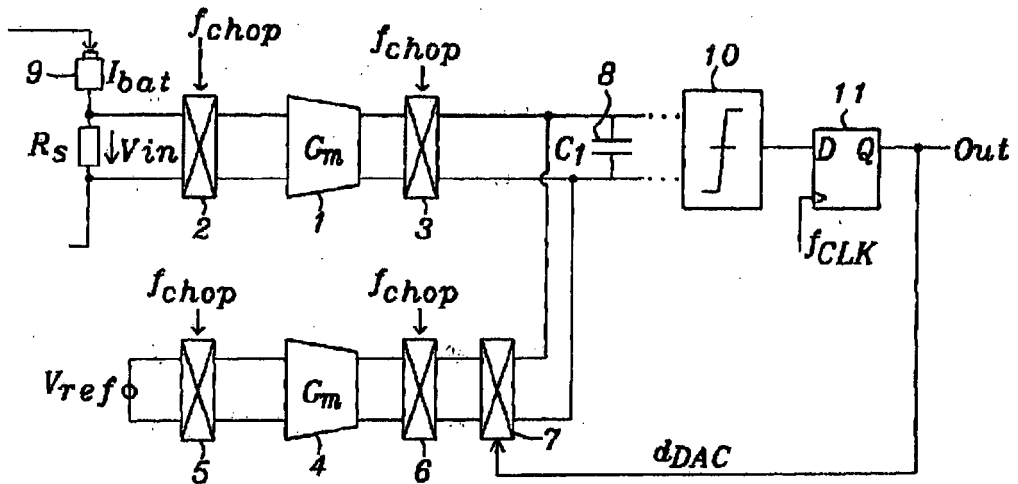 fchop
fchop
10
9
Ibat
8
11
Rs
Vin
Gm
C1
D Q
Out
2
1
3
fCLK
fchop
fchop
Vref
Gm
5
4
6
7
dDAC